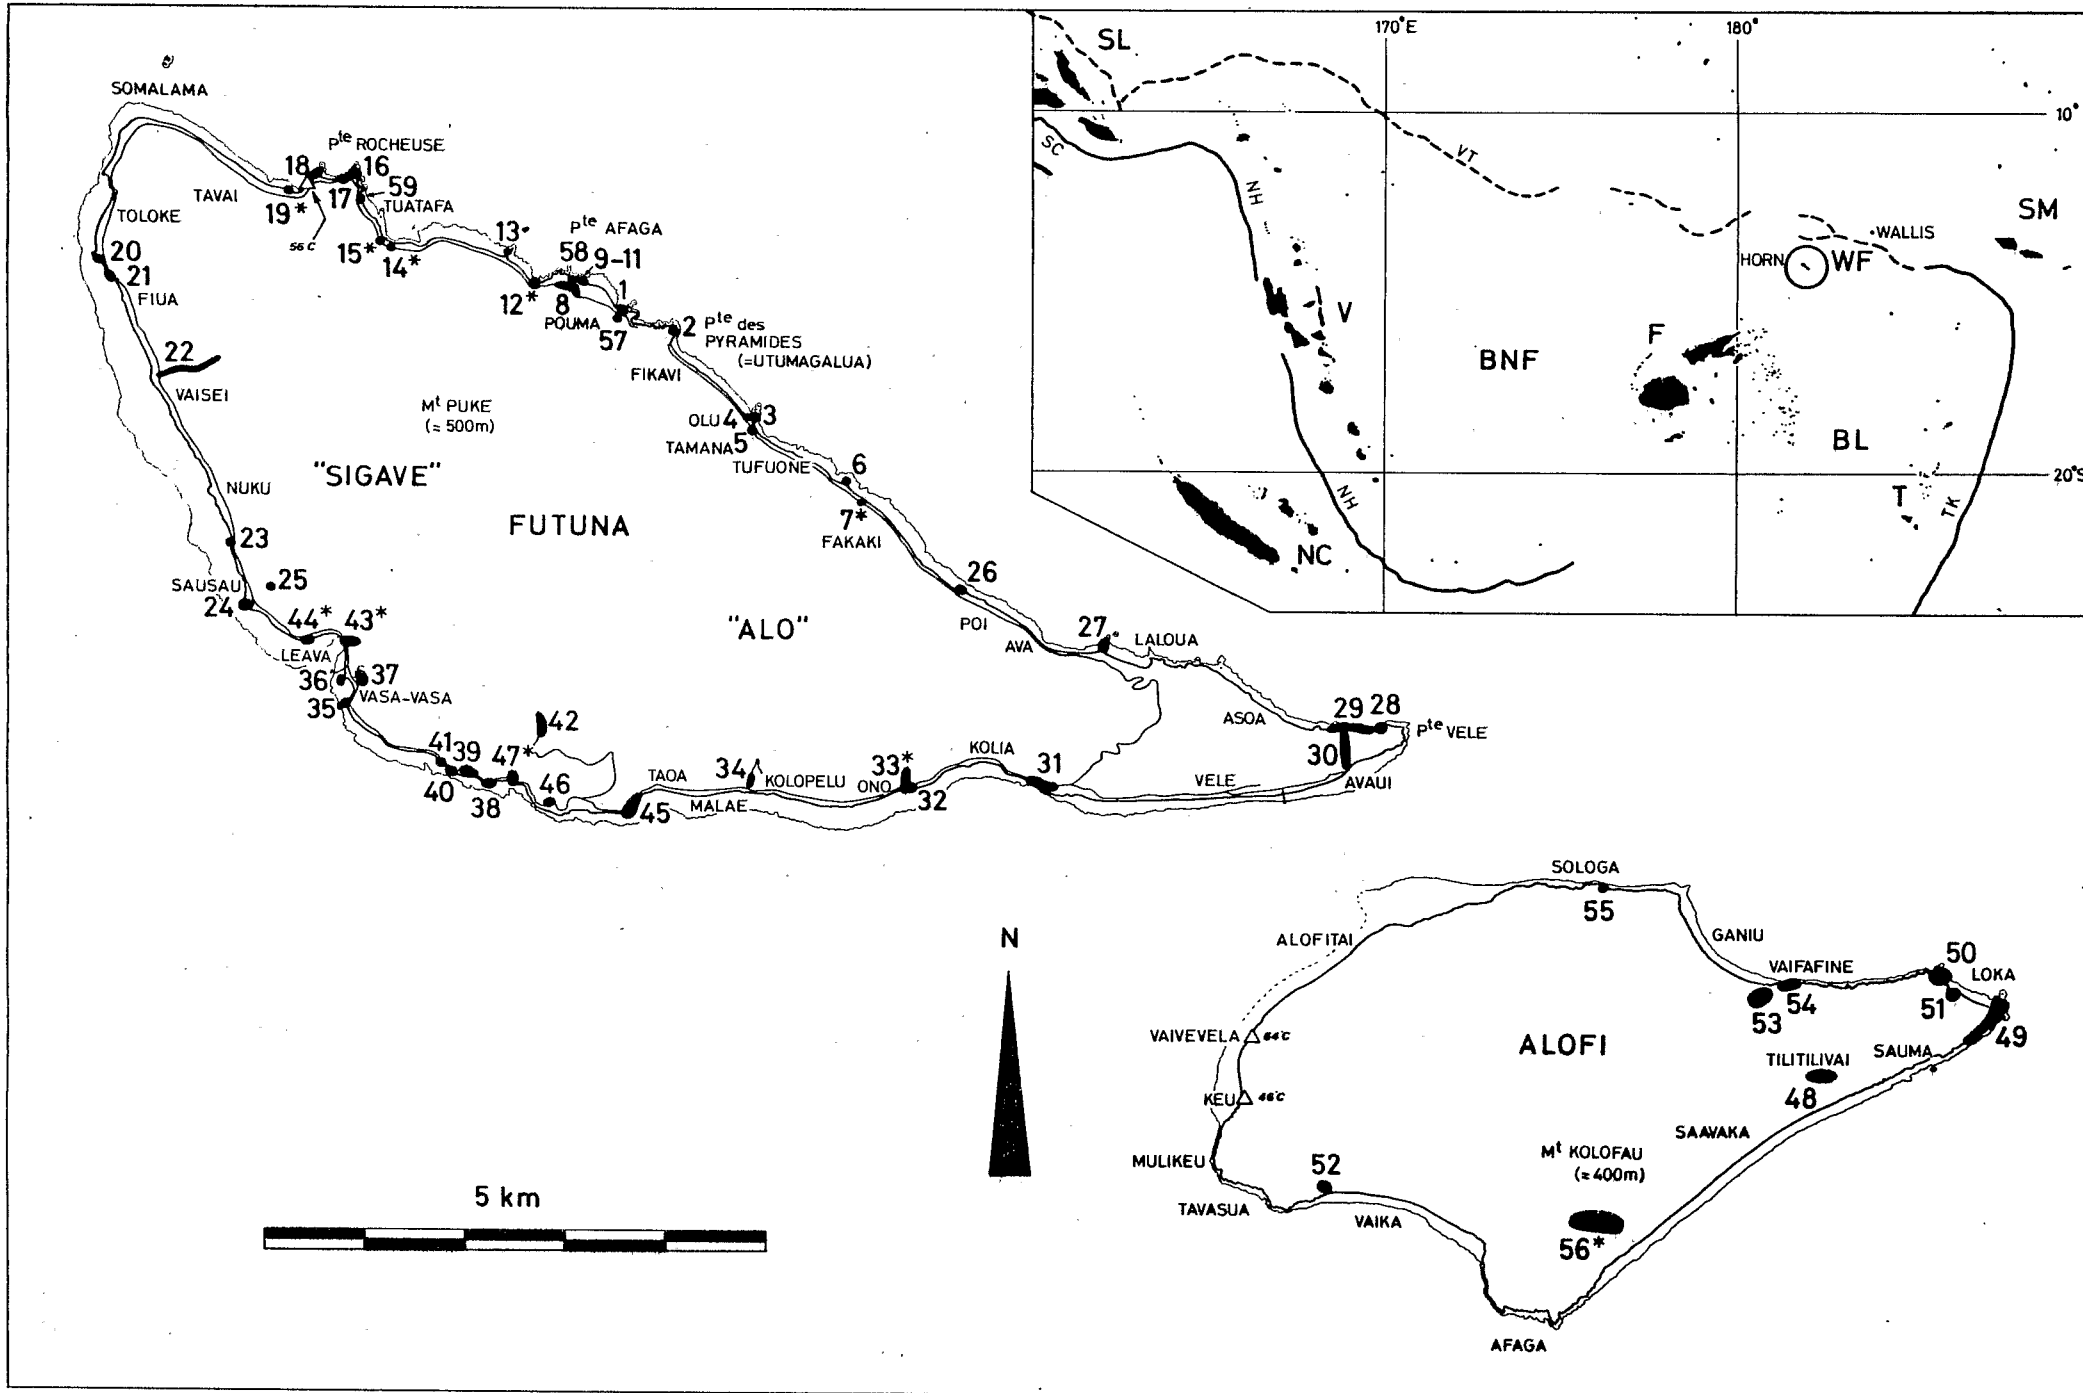 SOMALAMA
Pte ROCHEUSE
18
16
17
59
TUATAFA
TAVAI
19*
56°C
TOLOKE
15*
14*
13*
Pte AFAGA
58
9-11
12*
8
1
POUMA
57
2
Pte des
PYRAMIDES
(=UTUMAGALUA)
20
21
FIUA
22
VAISEI
FIKAVI
Mt PUKE
(≃ 500m)
OLU
4
3
TAMANA
5
TUFUONE
6
7*
FAKAKI
"SIGAVE"
FUTUNA
NUKU
23
SAUSAU
25
24
44*
43*
LEAVA
36
37
VASA-VASA
35
26
POI
"ALO"
AVA
27
LALOUA
ASOA
29
28
Pte VELE
30
AVAUI
VELE
42
41
39
47*
40
38
46
45
TAOA
MALAE
34
KOLOPELU
ONO
33*
32
KOLIA
31
170°E
180°
10°
20°S
SL
SC
NH
VT
V
BNF
NH
NC
F
BL
T
TK
HORN
WF
WALLIS
SM
N
5 km
SOLOGA
55
ALOFITAI
GANIU
VAIFAFINE
50
LOKA
54
53
51
49
VAIVEVELA
64°C
ALOFI
TILITILIVAI
SAUMA
48
KEU
46°C
SAAVAKA
MULIKEU
Mt KOLOFAU
(≃400m)
52
TAVASUA
VAIKA
56*
AFAGA